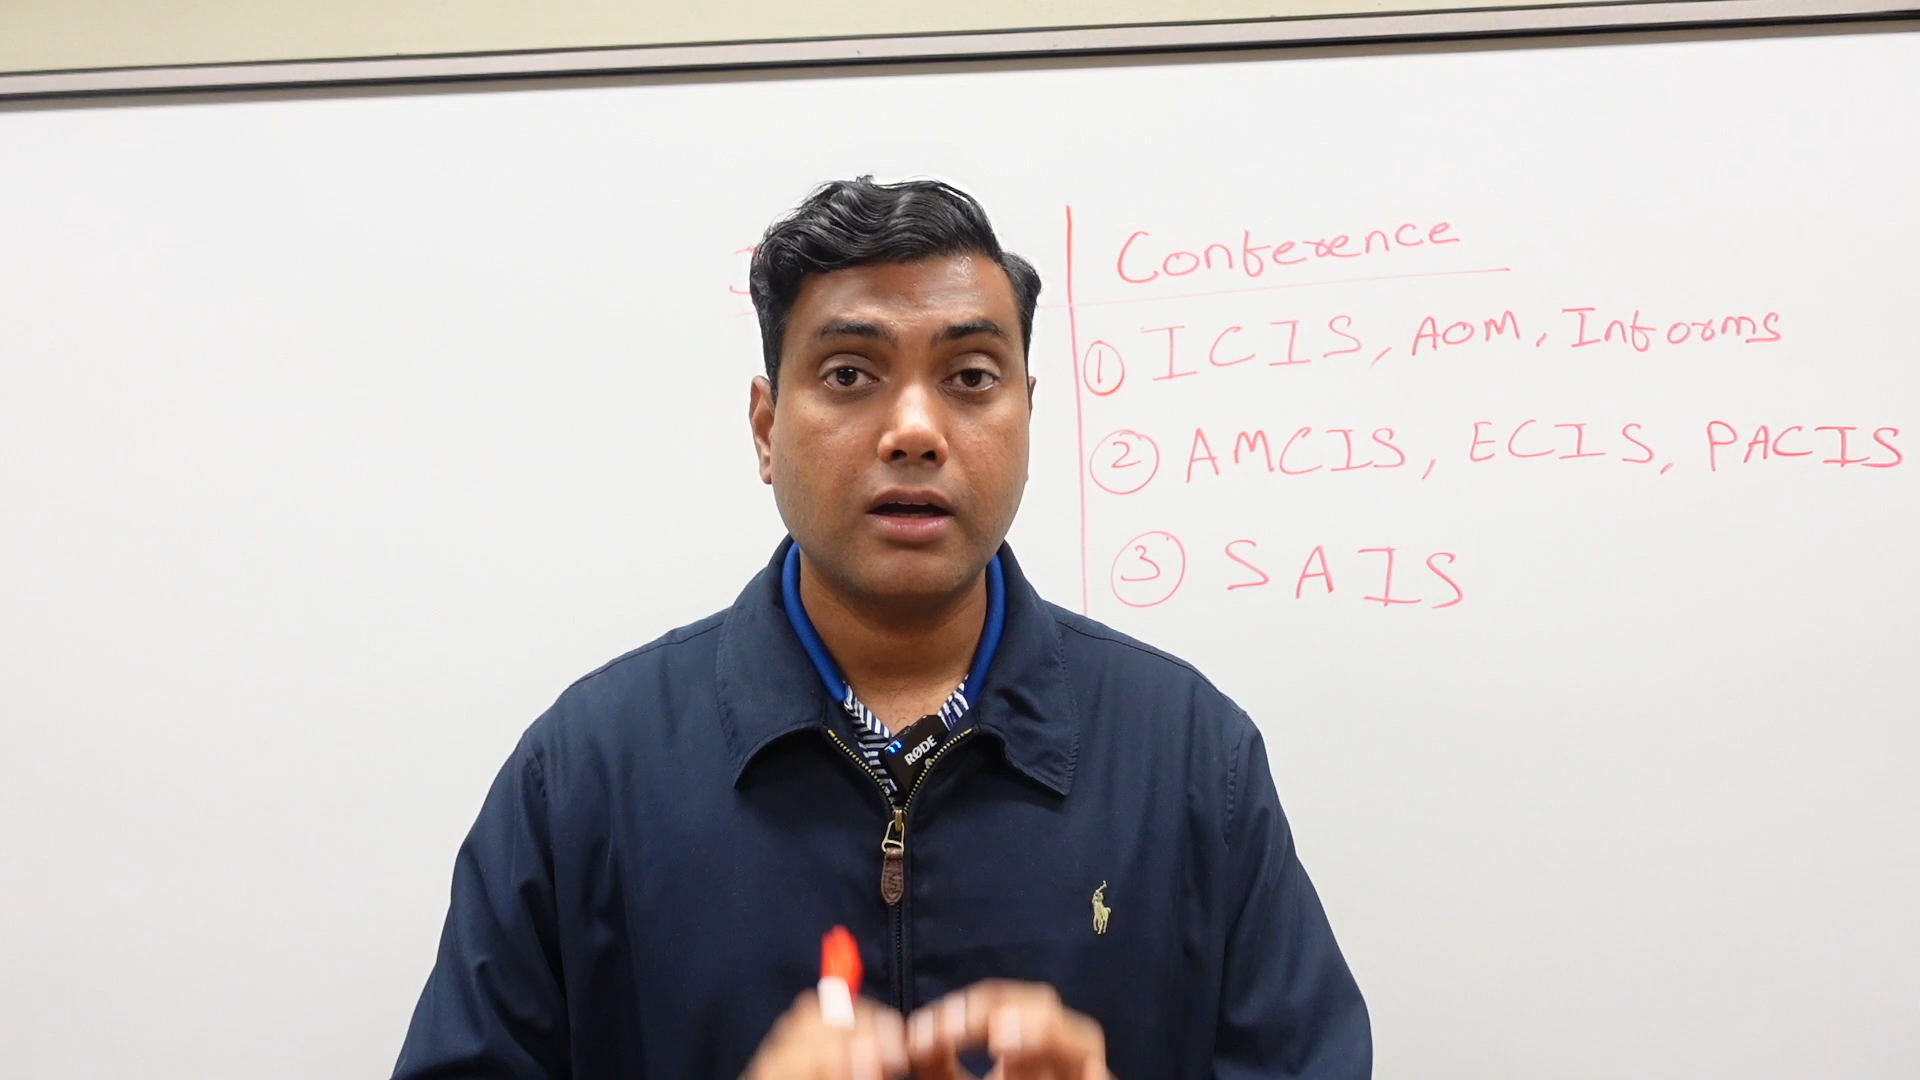 Conference
① ICIS, AOM, Informs
② AMCIS, ECIS, PACIS
③ SAIS
RØDE